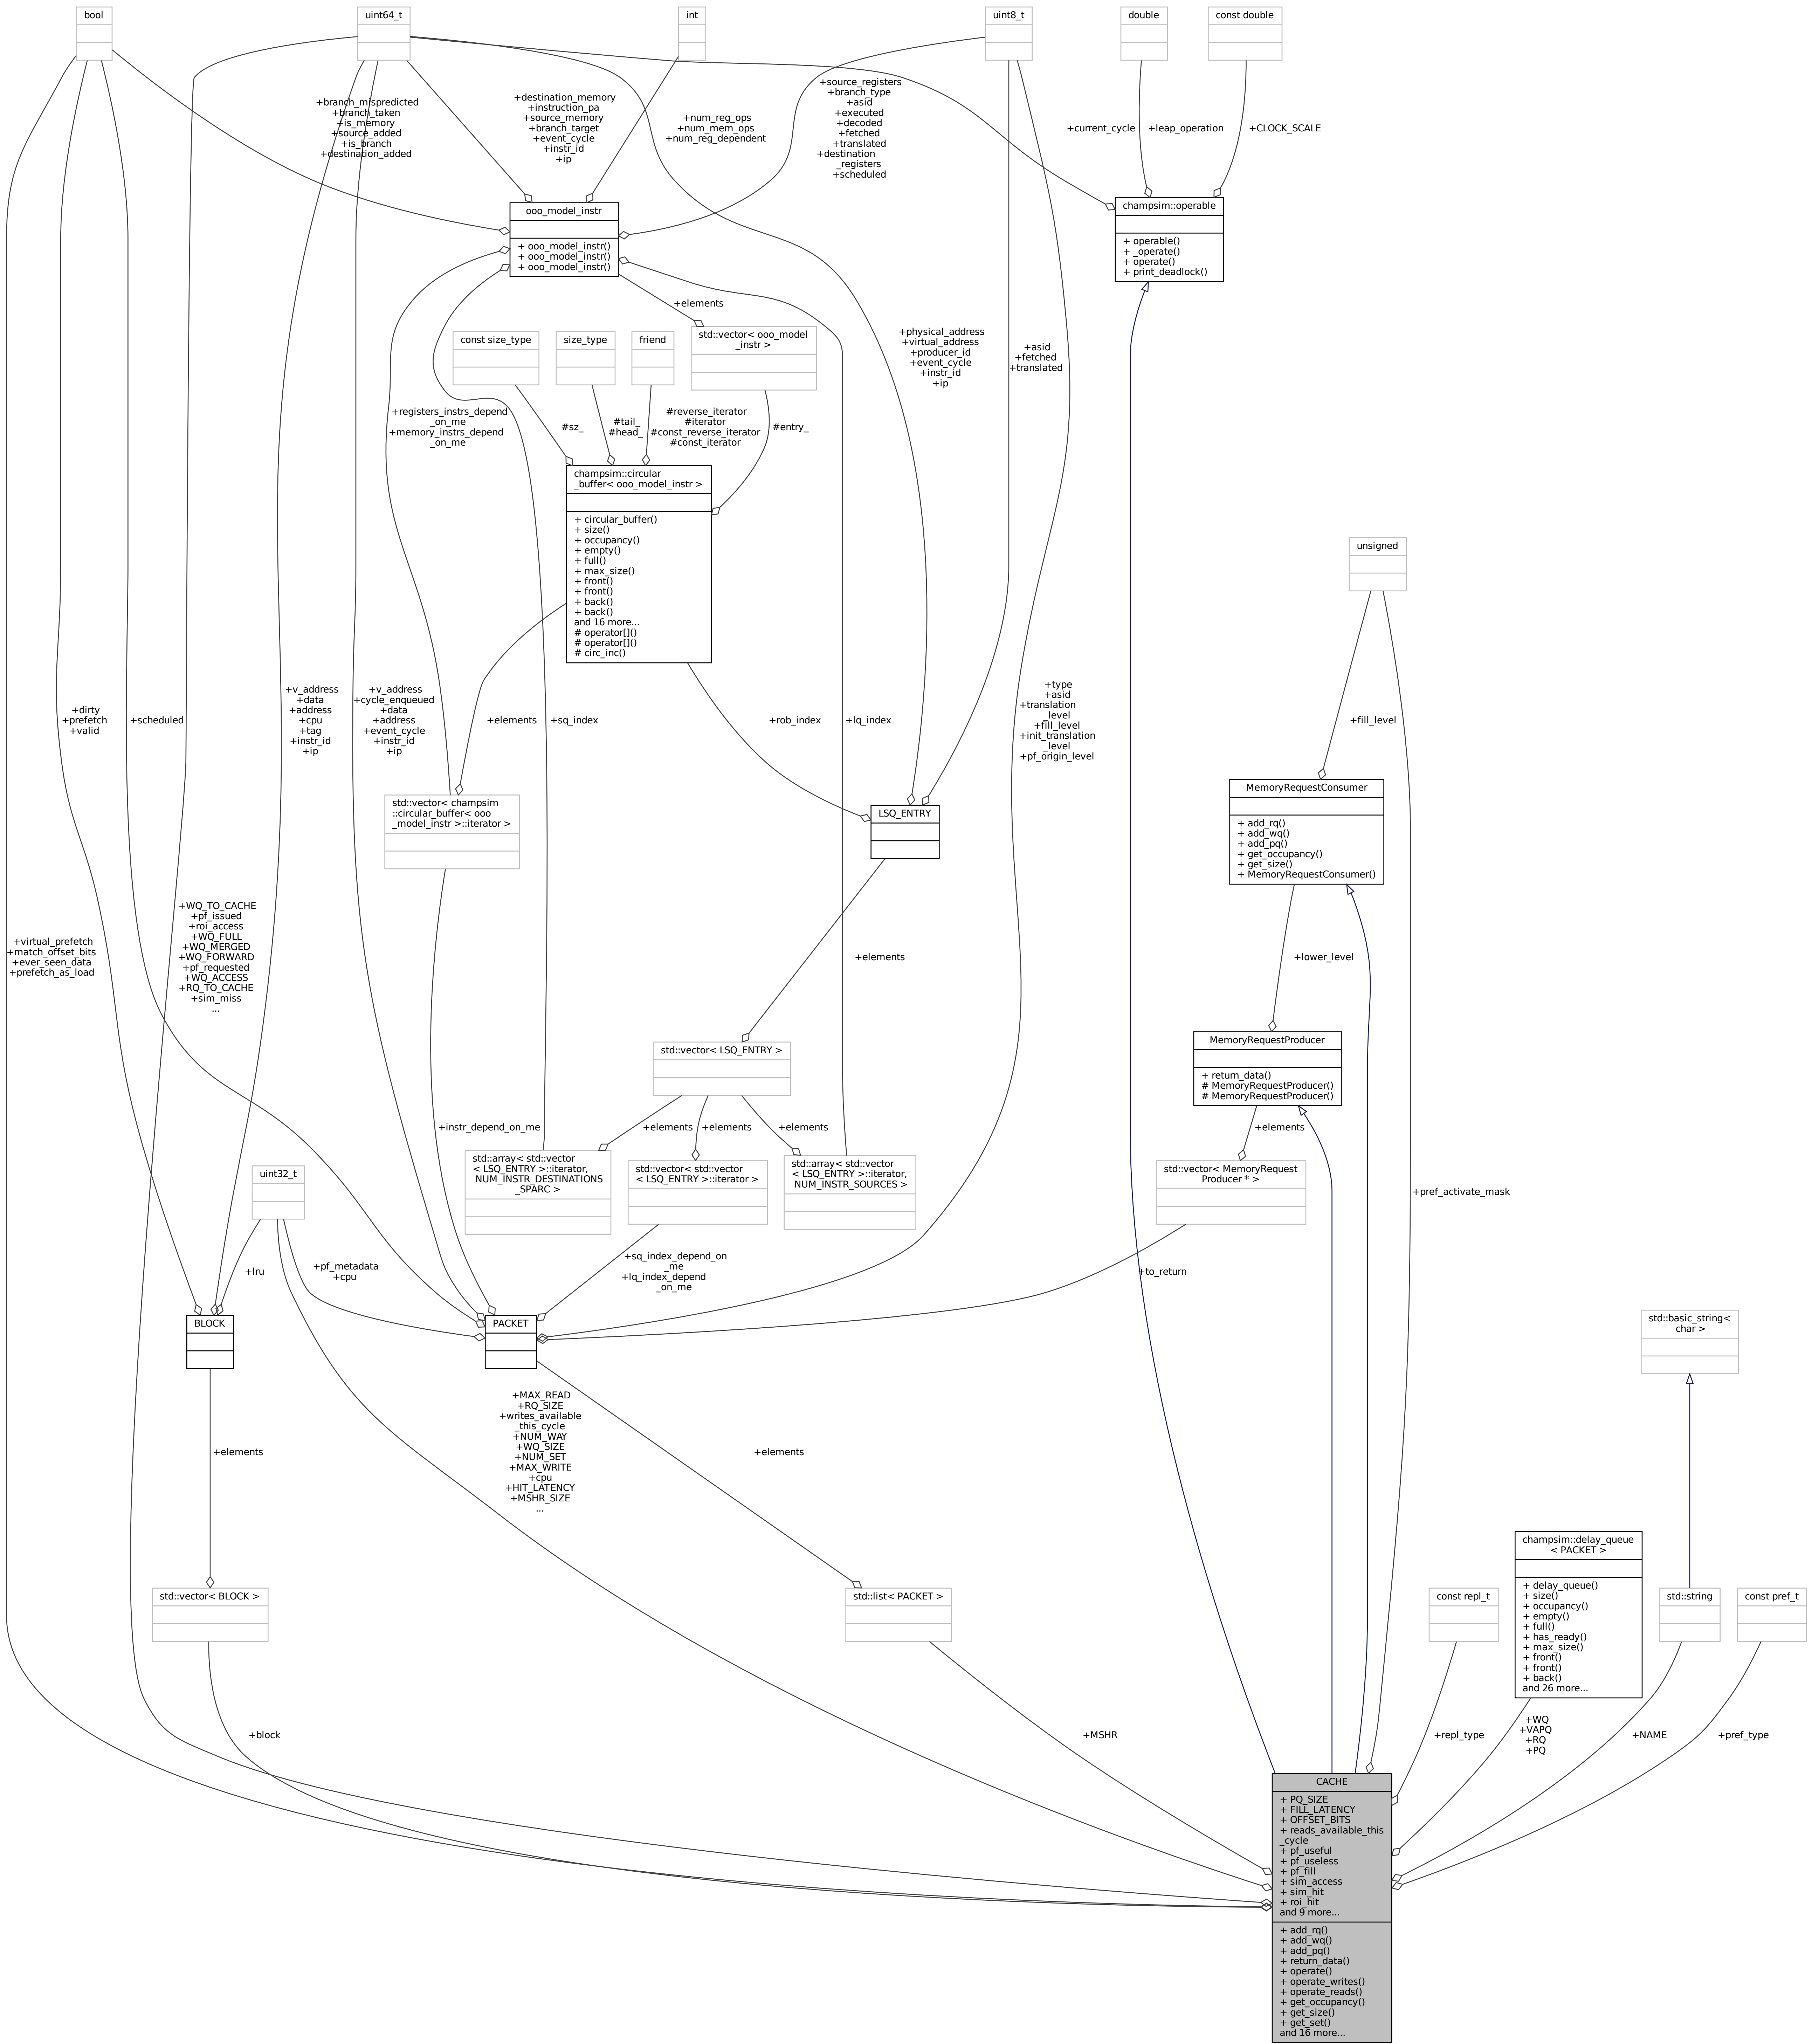 bool
uint64_t
int
uint8_t
double
const double
+branch_mispredicted
+branch_taken
+is_memory
+source_added
+is_branch
+destination_added
+destination_memory
+instruction_pa
+source_memory
+branch_target
+event_cycle
+instr_id
+ip
+num_reg_ops
+num_mem_ops
+num_reg_dependent
+source_registers
+branch_type
+asid
+executed
+decoded
+fetched
+translated
+destination
_registers
+scheduled
+current_cycle
+leap_operation
+CLOCK_SCALE
ooo_model_instr
+ ooo_model_instr()
+ ooo_model_instr()
+ ooo_model_instr()
champsim::operable
+ operable()
+ _operate()
+ operate()
+ print_deadlock()
+elements
const size_type
size_type
friend
std::vector< ooo_model
_instr >
+physical_address
+virtual_address
+producer_id
+event_cycle
+instr_id
+ip
+asid
+fetched
+translated
+registers_instrs_depend
_on_me
+memory_instrs_depend
_on_me
#sz_
#tail_
#head_
#reverse_iterator
#iterator
#const_reverse_iterator
#const_iterator
#entry_
champsim::circular
_buffer< ooo_model_instr >
+ circular_buffer()
+ size()
+ occupancy()
+ empty()
+ full()
+ max_size()
+ front()
+ front()
+ back()
+ back()
and 16 more...
# operator[]()
# operator[]()
# circ_inc()
unsigned
+dirty
+prefetch
+valid
+scheduled
+v_address
+data
+address
+cpu
+tag
+instr_id
+ip
+v_address
+cycle_enqueued
+data
+address
+event_cycle
+instr_id
+ip
+elements
+sq_index
+rob_index
+lq_index
+type
+asid
+translation
_level
+fill_level
+init_translation
_level
+pf_origin_level
+fill_level
std::vector< champsim
::circular_buffer< ooo
_model_instr >::iterator >
LSQ_ENTRY
MemoryRequestConsumer
+ add_rq()
+ add_wq()
+ add_pq()
+ get_occupancy()
+ get_size()
+ MemoryRequestConsumer()
+virtual_prefetch
+match_offset_bits
+ever_seen_data
+prefetch_as_load
+WQ_TO_CACHE
+pf_issued
+roi_access
+WQ_FULL
+WQ_MERGED
+WQ_FORWARD
+pf_requested
+WQ_ACCESS
+RQ_TO_CACHE
+sim_miss
...
+elements
+lower_level
std::vector< LSQ_ENTRY >
MemoryRequestProducer
+ return_data()
# MemoryRequestProducer()
# MemoryRequestProducer()
+instr_depend_on_me
+elements
+elements
+elements
+elements
uint32_t
std::array< std::vector
< LSQ_ENTRY >::iterator,
NUM_INSTR_DESTINATIONS
_SPARC >
std::vector< std::vector
< LSQ_ENTRY >::iterator >
std::array< std::vector
< LSQ_ENTRY >::iterator,
NUM_INSTR_SOURCES >
std::vector< MemoryRequest
Producer * >
+pref_activate_mask
+lru
+pf_metadata
+cpu
+sq_index_depend_on
_me
+lq_index_depend
_on_me
+to_return
BLOCK
PACKET
std::basic_string<
char >
+elements
+MAX_READ
+RQ_SIZE
+writes_available
_this_cycle
+NUM_WAY
+WQ_SIZE
+NUM_SET
+MAX_WRITE
+cpu
+HIT_LATENCY
+MSHR_SIZE
...
+elements
std::vector< BLOCK >
std::list< PACKET >
const repl_t
champsim::delay_queue
< PACKET >
+ delay_queue()
+ size()
+ occupancy()
+ empty()
+ full()
+ has_ready()
+ max_size()
+ front()
+ front()
+ back()
and 26 more...
std::string
const pref_t
+block
+MSHR
+repl_type
+WQ
+VAPQ
+RQ
+PQ
+NAME
+pref_type
CACHE
+ PQ_SIZE
+ FILL_LATENCY
+ OFFSET_BITS
+ reads_available_this
_cycle
+ pf_useful
+ pf_useless
+ pf_fill
+ sim_access
+ sim_hit
+ roi_hit
and 9 more...
+ add_rq()
+ add_wq()
+ add_pq()
+ return_data()
+ operate()
+ operate_writes()
+ operate_reads()
+ get_occupancy()
+ get_size()
+ get_set()
and 16 more...